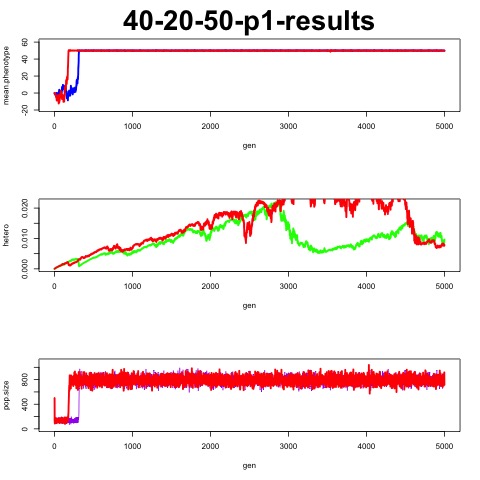 40-20-50-p1-results
mean.phenotype
-20 0 20 40 60
0 1000 2000 3000 4000 5000
gen
hetero
0.000 0.010 0.020
0 1000 2000 3000 4000 5000
gen
pop.size
0 400 800
0 1000 2000 3000 4000 5000
gen